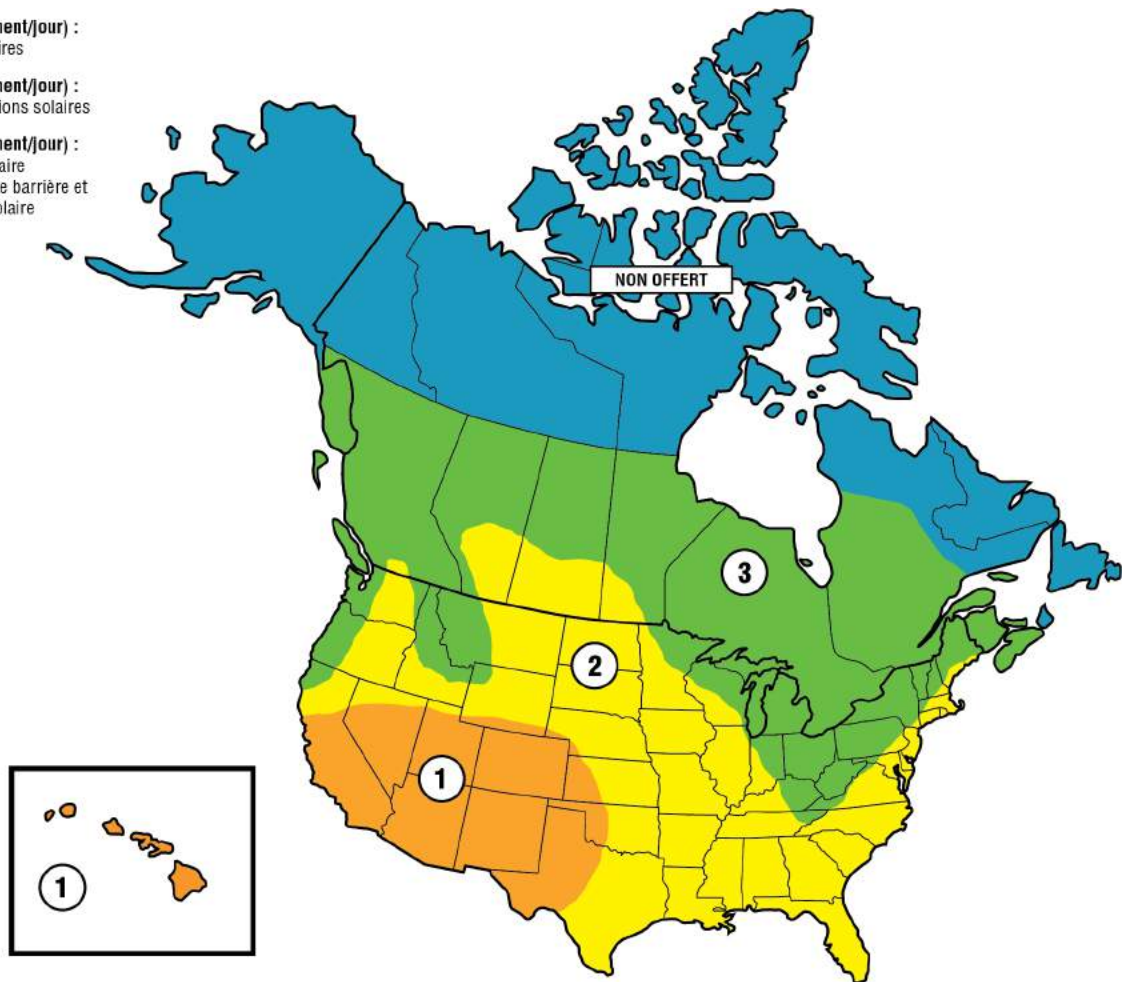 ment/jour) :
ires
ment/jour) :
ions solaires
ment/jour) :
aire
e barrière et
olaire
NON OFFERT
3
2
1
1